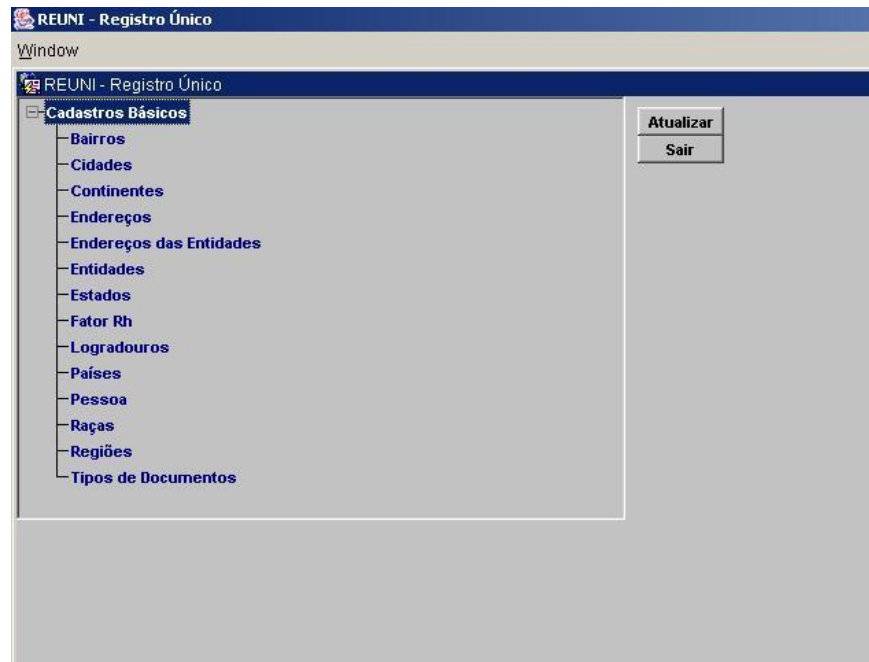 REUNI - Registro Único
Window
REUNI - Registro Único
Cadastros Básicos
Bairros
Cidades
Continentes
Endereços
Endereços das Entidades
Entidades
Estados
Fator Rh
Logradouros
Países
Pessoa
Raças
Regiões
Tipos de Documentos
Atualizar
Sair